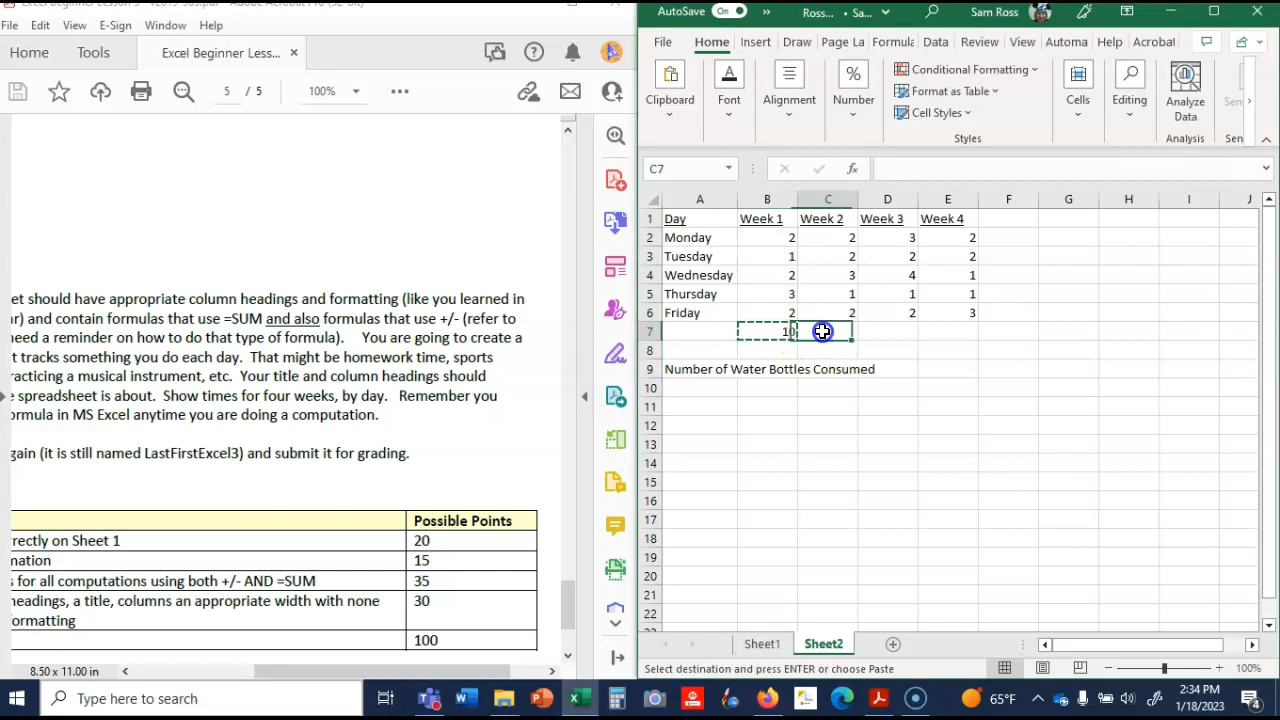 File Edit View E-Sign Window Help
Home Tools Excel Beginner Less... ×
5 / 5 100%
et should have appropriate column headings and formatting (like you learned in
r) and contain formulas that use =SUM and also formulas that use +/- (refer to
need a reminder on how to do that type of formula). You are going to create a
t tracks something you do each day. That might be homework time, sports
racticing a musical instrument, etc. Your title and column headings should
e spreadsheet is about. Show times for four weeks, by day. Remember you
ormula in MS Excel anytime you are doing a computation.
gain (it is still named LastFirstExcel3) and submit it for grading.
Possible Points
rrectly on Sheet 1 20
mation 15
s for all computations using both +/- AND =SUM 35
headings, a title, columns an appropriate width with none 30
formatting
100
8.50 x 11.00 in
AutoSave On Ross... Sa... Sam Ross
File Home Insert Draw Page La Formula Data Review View Automa Help Acrobat
Clipboard Font Alignment Number Conditional Formatting Format as Table Cell Styles Styles Cells Editing Analyze Data Analysis Sen
C7 fx
A B C D E F G H I J
1 Day Week 1 Week 2 Week 3 Week 4
2 Monday 2 2 3 2
3 Tuesday 1 2 2 2
4 Wednesday 2 3 4 1
5 Thursday 3 1 1 1
6 Friday 2 2 2 3
7 10
8
9 Number of Water Bottles Consumed
10
11
12
13
14
15
16
17
18
19
20
21
22
Sheet1 Sheet2
Select destination and press ENTER or choose Paste 100%
Type here to search 65°F 2:34 PM
1/18/2023 4